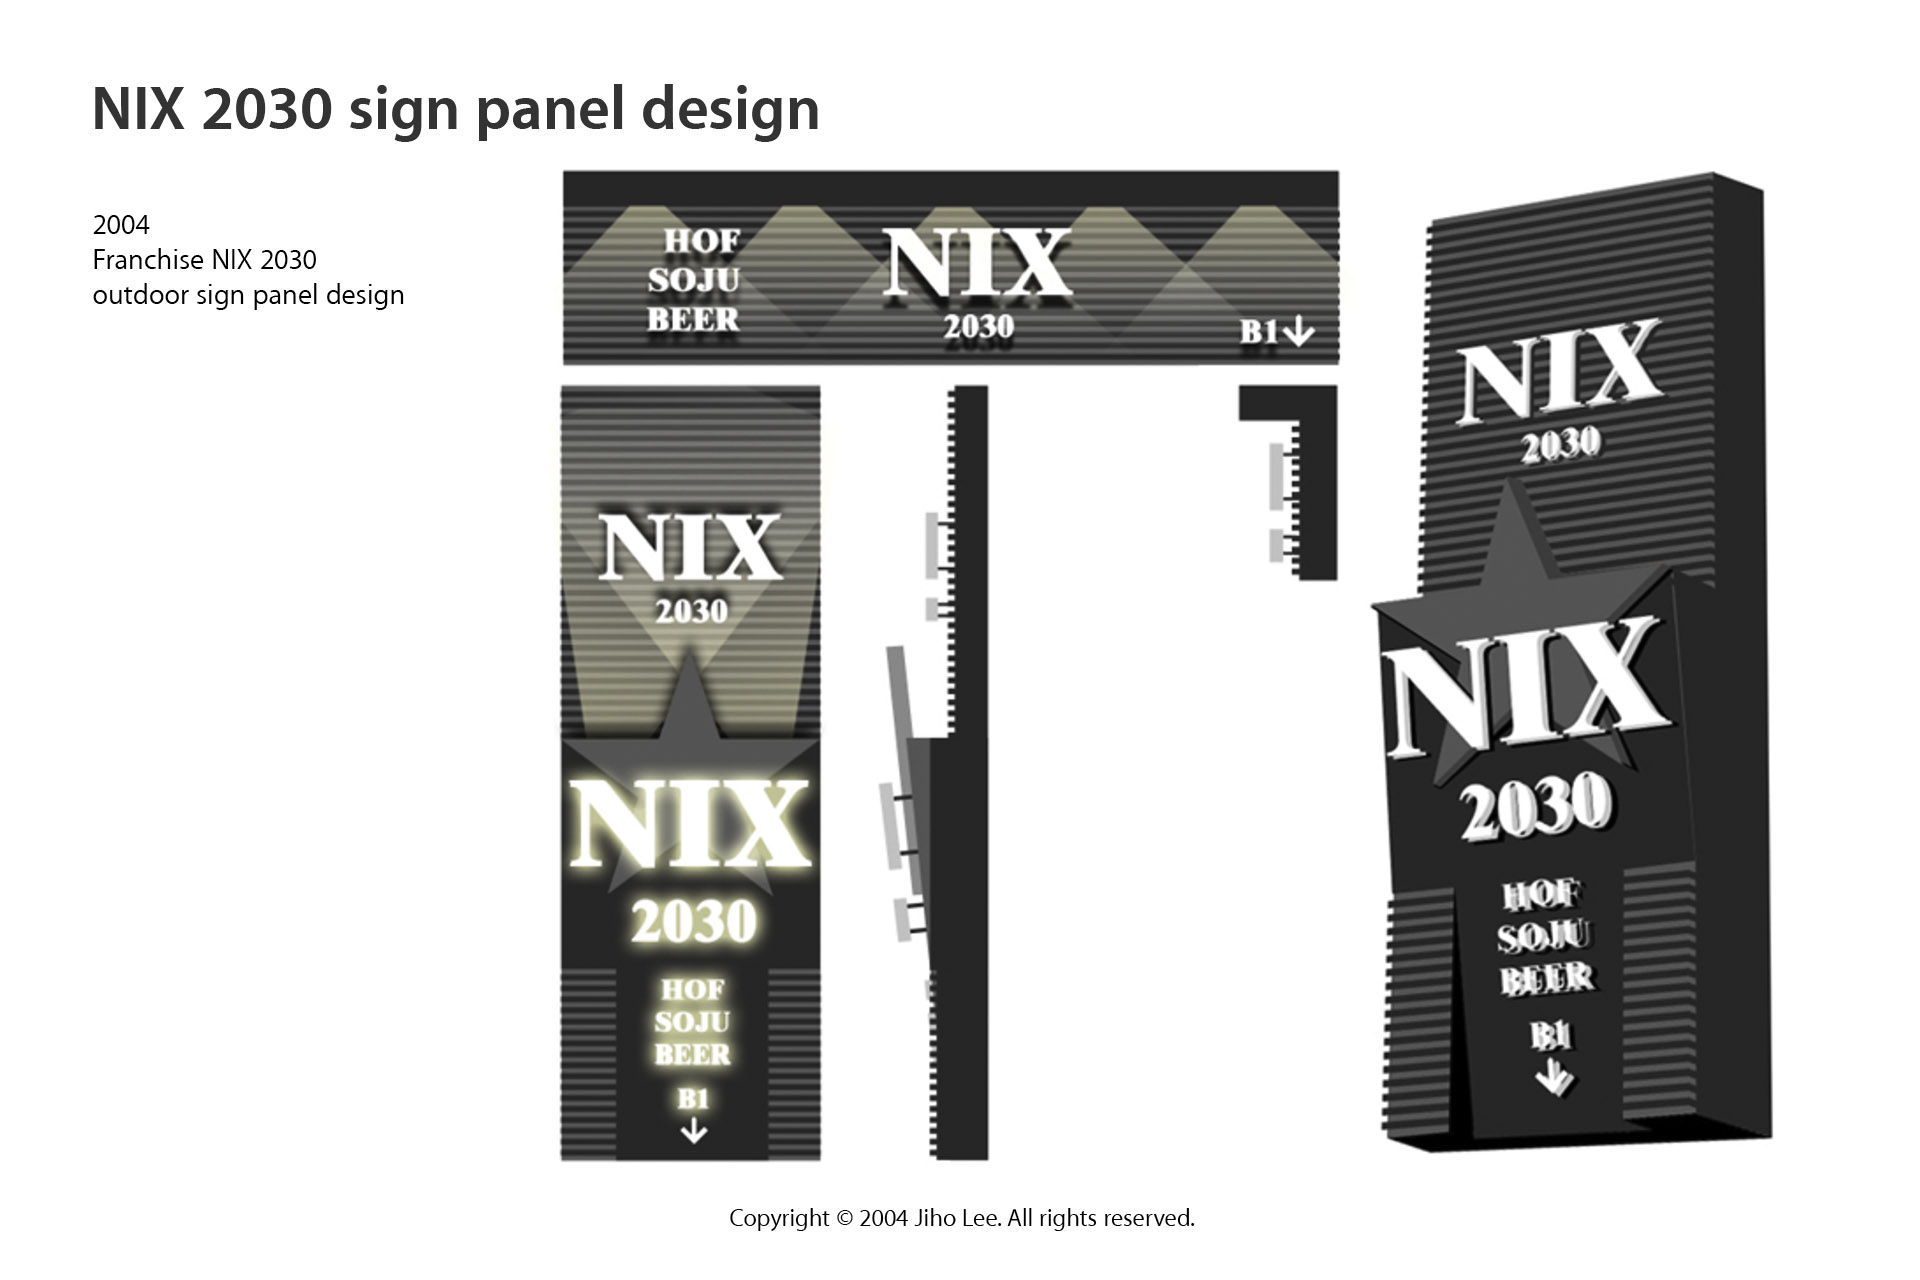 NIX 2030 sign panel design
2004
Franchise NIX 2030
outdoor sign panel design
HOF
SOJU
BEER
NIX
2030
B1↓
NIX
2030
NIX
2030
HOF
SOJU
BEER
B1
↓
NIX
2030
NIX
2030
HOF
SOJU
BEER
B1
↓
Copyright © 2004 Jiho Lee. All rights reserved.